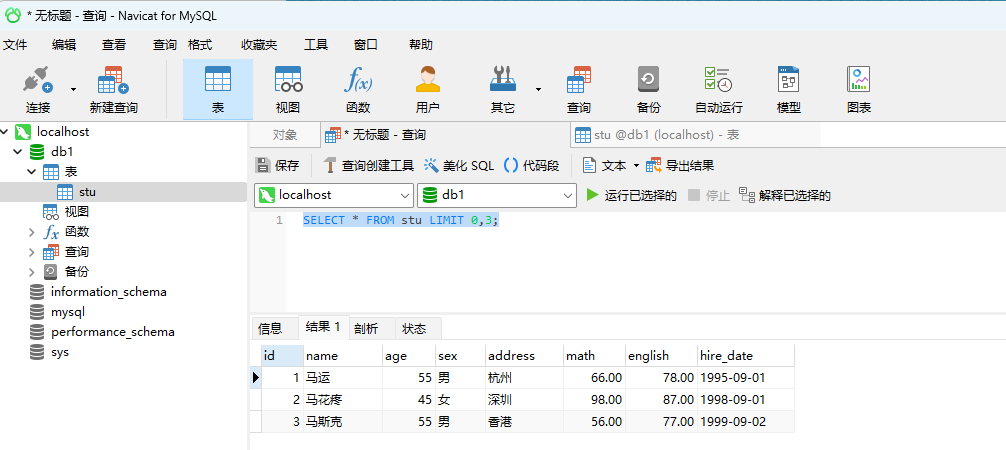 * 无标题 - 查询 - Navicat for MySQL
文件 编辑 查看 查询 格式 收藏夹 工具 窗口 帮助
连接 新建查询 表 视图 函数 用户 其它 查询 备份 自动运行 模型 图表
localhost
db1
表
stu
视图
函数
查询
备份
information_schema
mysql
performance_schema
sys
对象 * 无标题 - 查询 stu @db1 (localhost) - 表
保存 查询创建工具 美化 SQL 代码段 文本 导出结果
localhost db1 运行已选择的 停止 解释已选择的
1 SELECT * FROM stu LIMIT 0,3;
信息 结果 1 剖析 状态
id name age sex address math english hire_date
1 马运 55 男 杭州 66.00 78.00 1995-09-01
2 马花疼 45 女 深圳 98.00 87.00 1998-09-01
3 马斯克 55 男 香港 56.00 77.00 1999-09-02